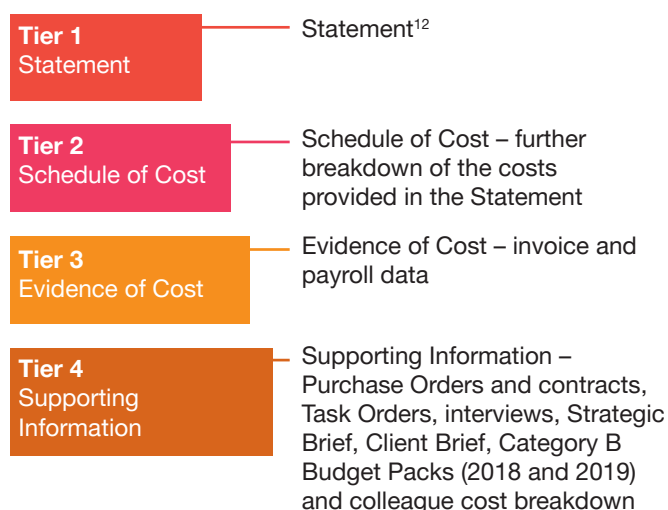 Tier 1
Statement
Statement¹²
Tier 2
Schedule of Cost
Schedule of Cost – further
breakdown of the costs
provided in the Statement
Tier 3
Evidence of Cost
Evidence of Cost – invoice and
payroll data
Tier 4
Supporting
Information
Supporting Information –
Purchase Orders and contracts,
Task Orders, interviews, Strategic
Brief, Client Brief, Category B
Budget Packs (2018 and 2019)
and colleague cost breakdown